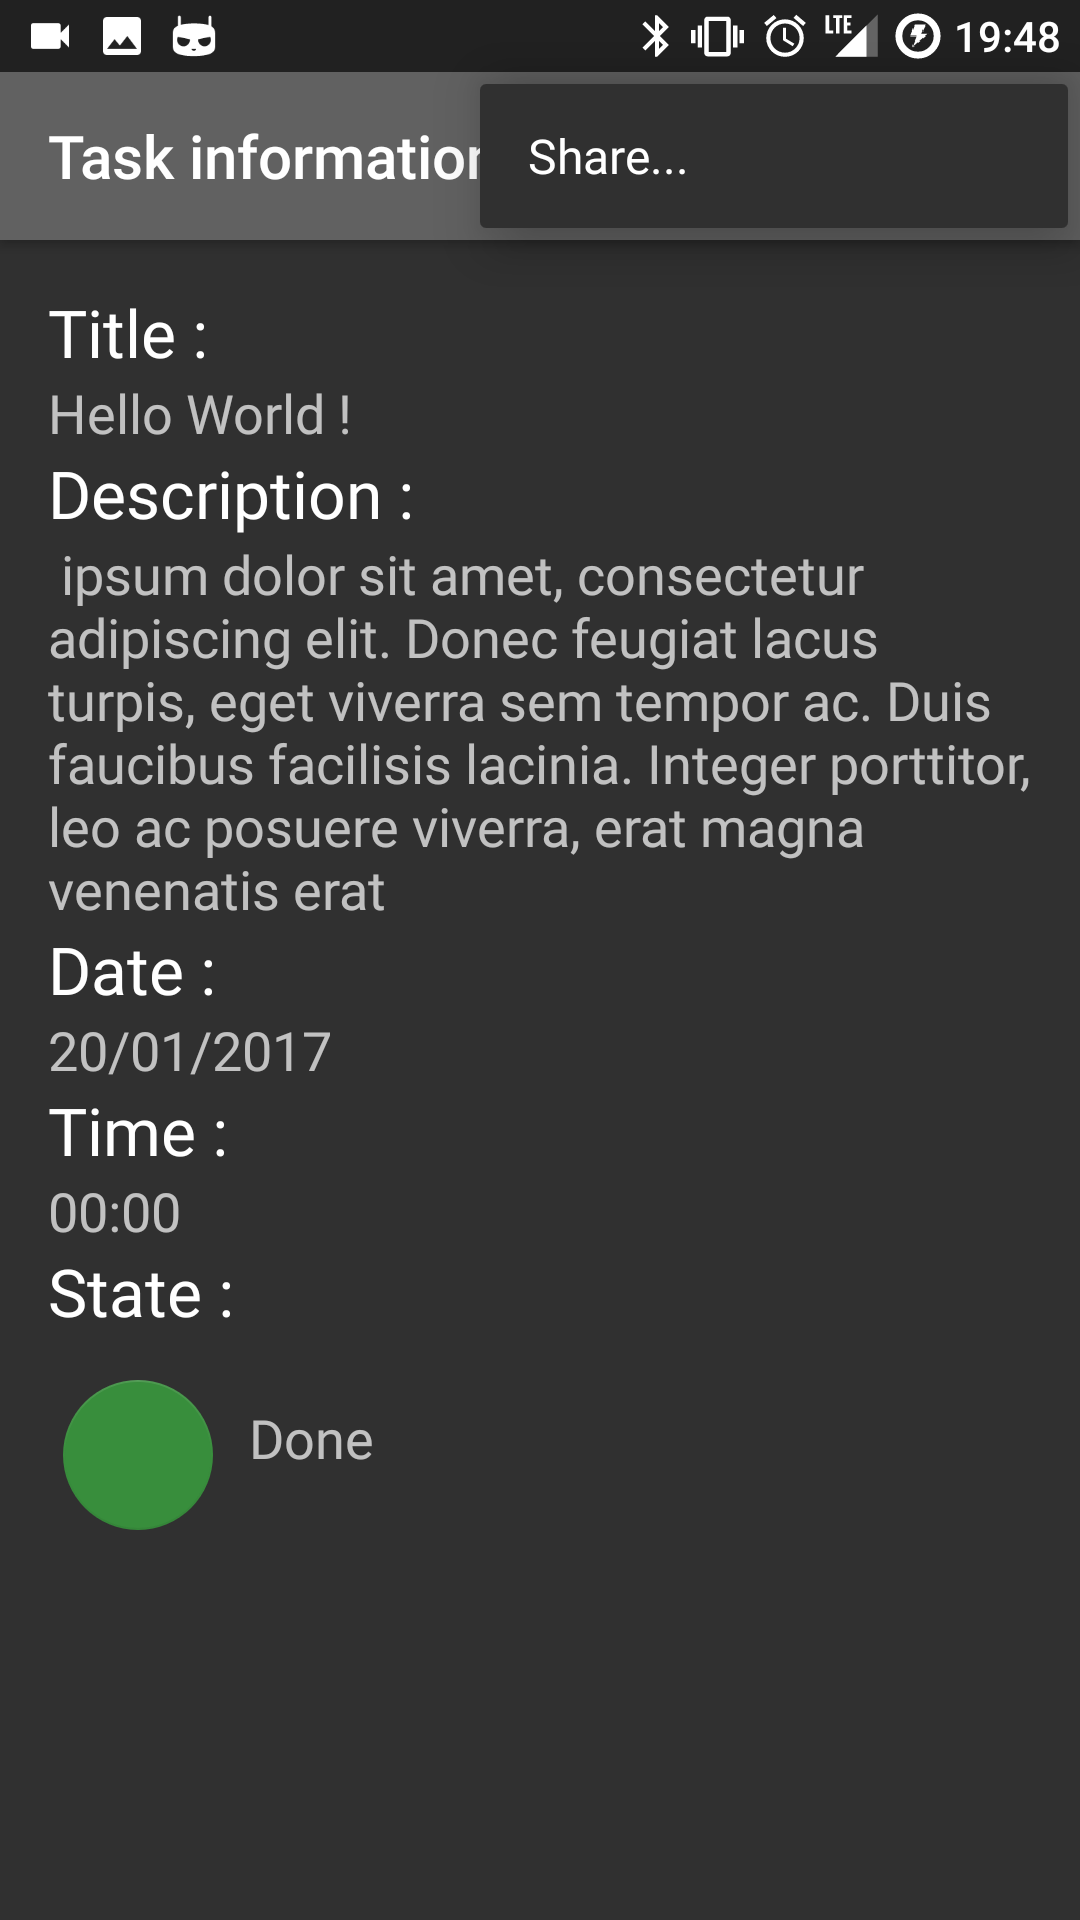 LTE 19:48
Task information
Share...
Title :
Hello World !
Description :
ipsum dolor sit amet, consectetur
adipiscing elit. Donec feugiat lacus
turpis, eget viverra sem tempor ac. Duis
faucibus facilisis lacinia. Integer porttitor,
leo ac posuere viverra, erat magna
venenatis erat
Date :
20/01/2017
Time :
00:00
State :
Done